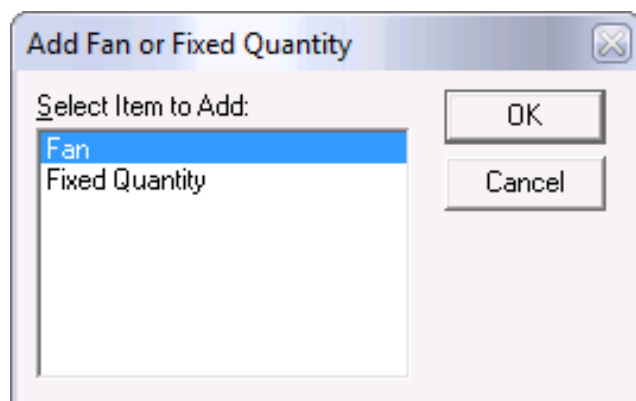 Add Fan or Fixed Quantity
Select Item to Add:
OK
Fan
Fixed Quantity
Cancel